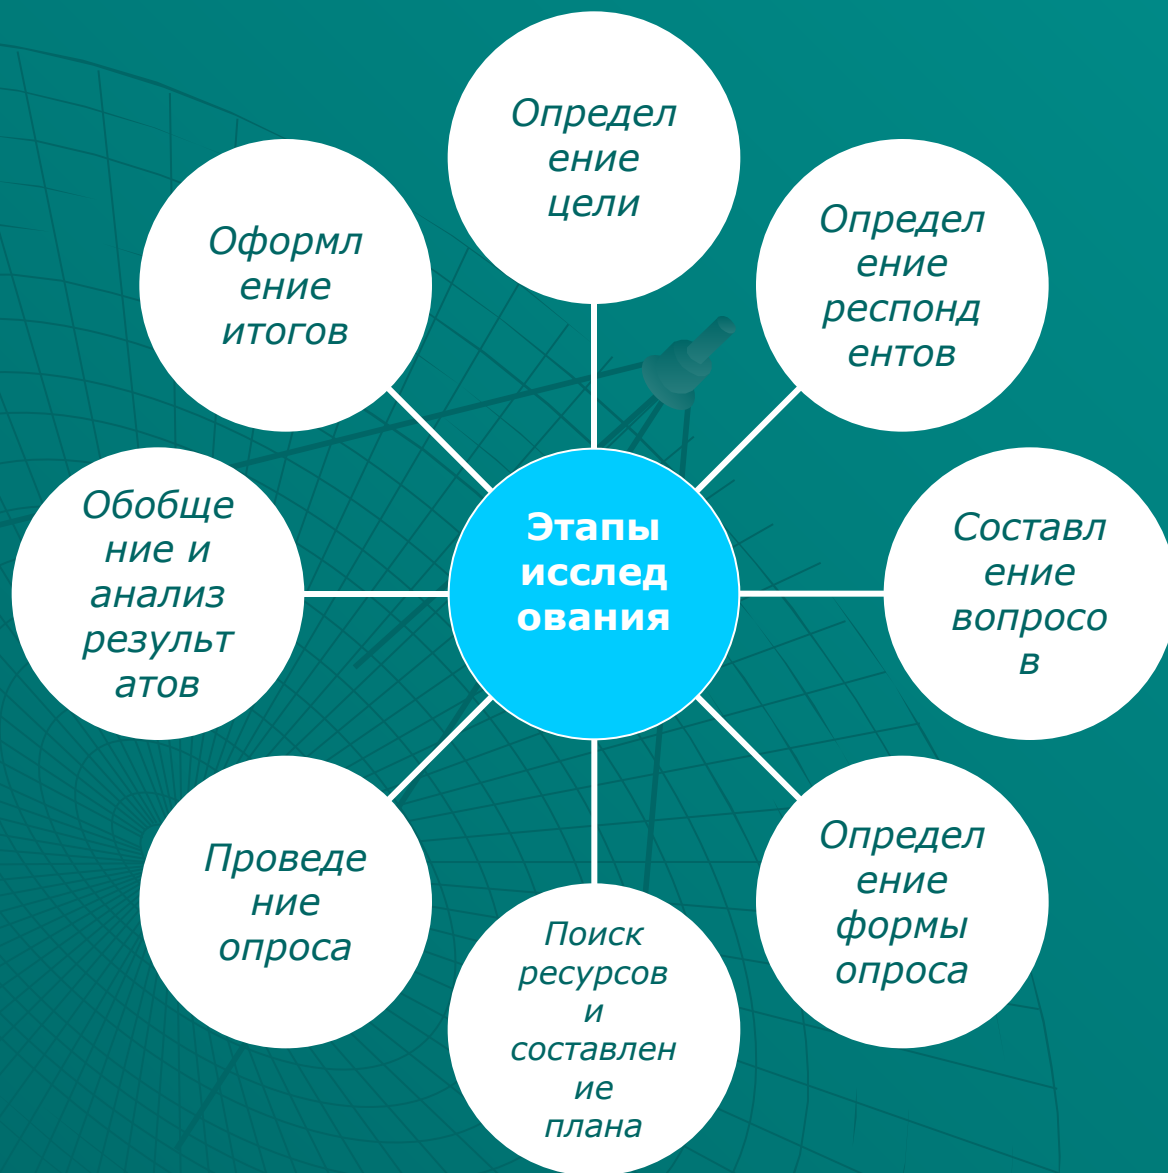 Этапы
исслед
ования
Определ
ение
цели
Определ
ение
респонд
ентов
Составл
ение
вопросо
в
Определ
ение
формы
опроса
Поиск
ресурсов
и
составлен
ие
плана
Проведе
ние
опроса
Обобще
ние и
анализ
результ
атов
Оформл
ение
итогов